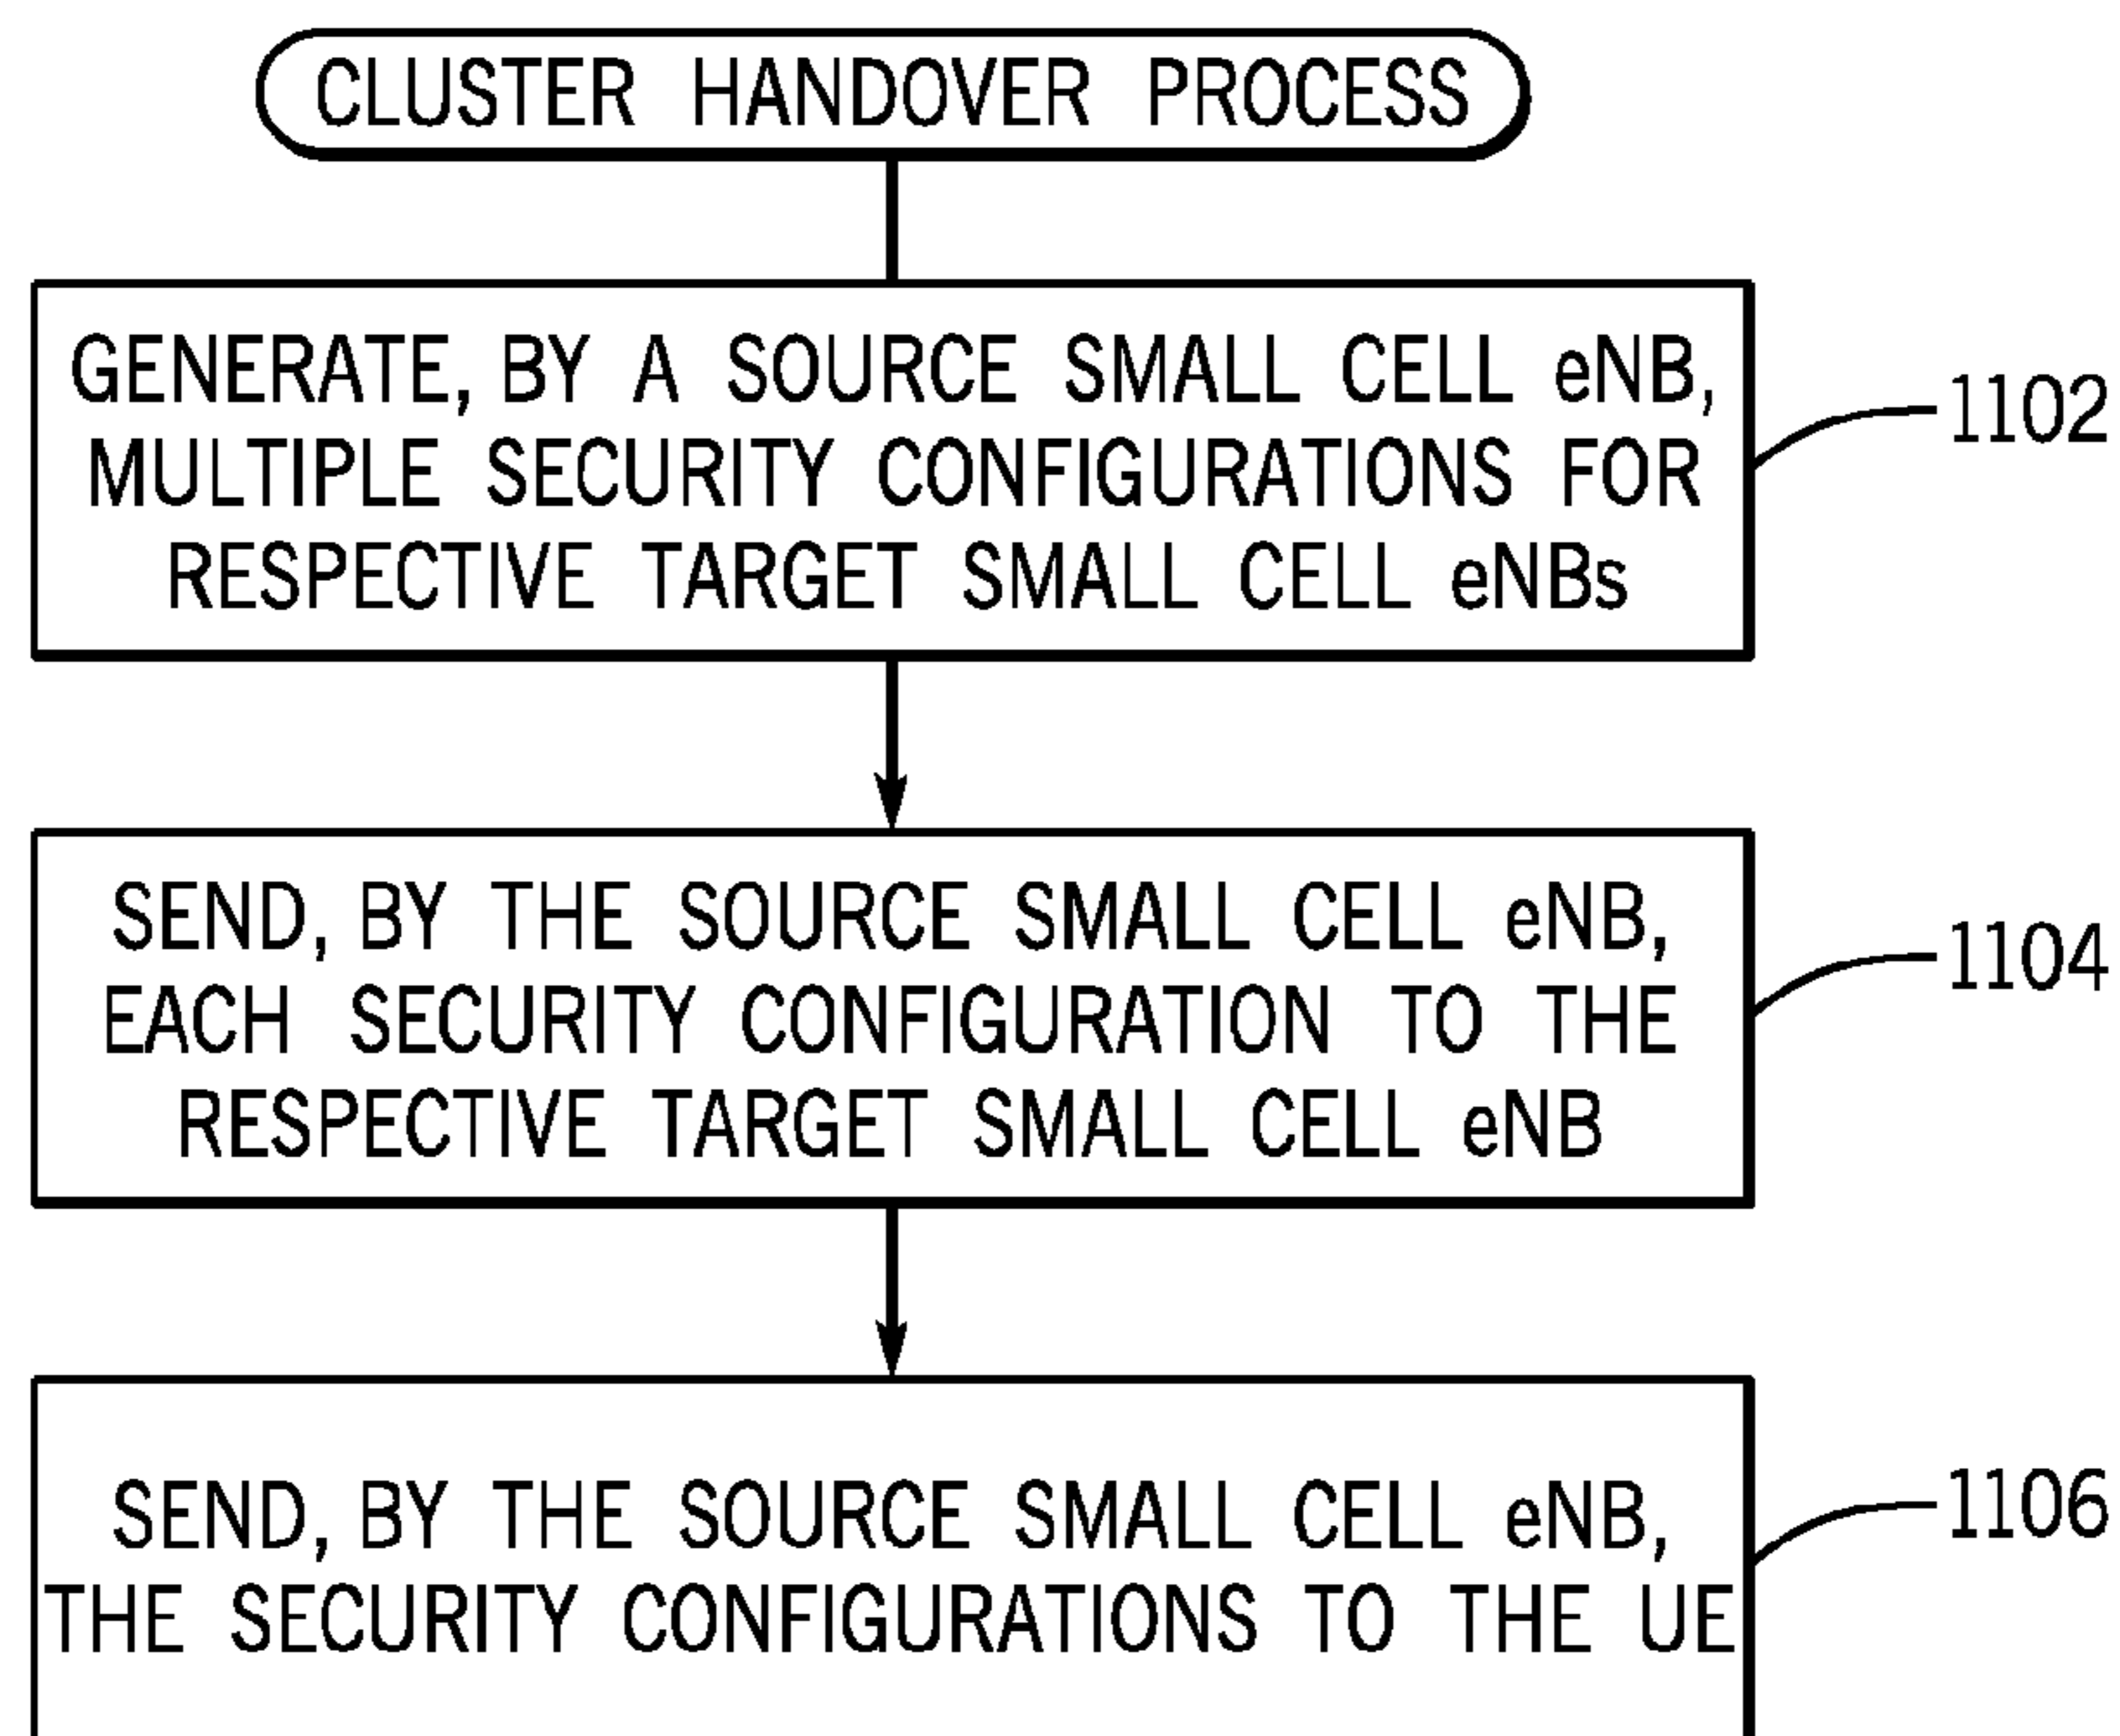 CLUSTER HANDOVER PROCESS
GENERATE, BY A SOURCE SMALL CELL eNB,
MULTIPLE SECURITY CONFIGURATIONS FOR
RESPECTIVE TARGET SMALL CELL eNBs
1102
SEND, BY THE SOURCE SMALL CELL eNB,
EACH SECURITY CONFIGURATION TO THE
RESPECTIVE TARGET SMALL CELL eNB
1104
SEND, BY THE SOURCE SMALL CELL eNB,
THE SECURITY CONFIGURATIONS TO THE UE
1106